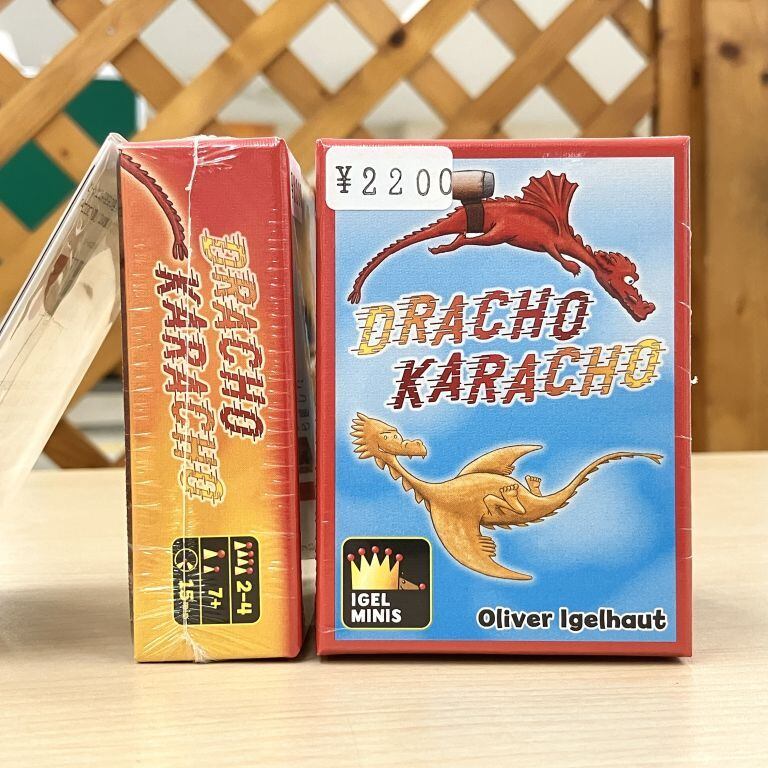 DRACHO
KARACHO
2–4
7+
15
¥2200
DRACHO
KARACHO
IGEL
MINIS
Oliver Igelhaut